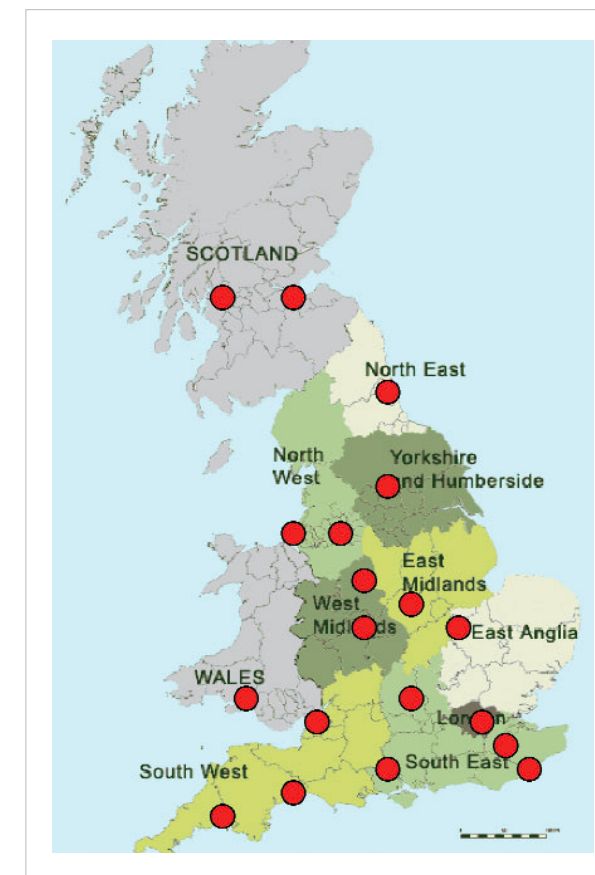 SCOTLAND
North East
North
West
Yorkshire
and Humberside
East
Midlands
West
Midlands
East Anglia
WALES
London
South West
South East